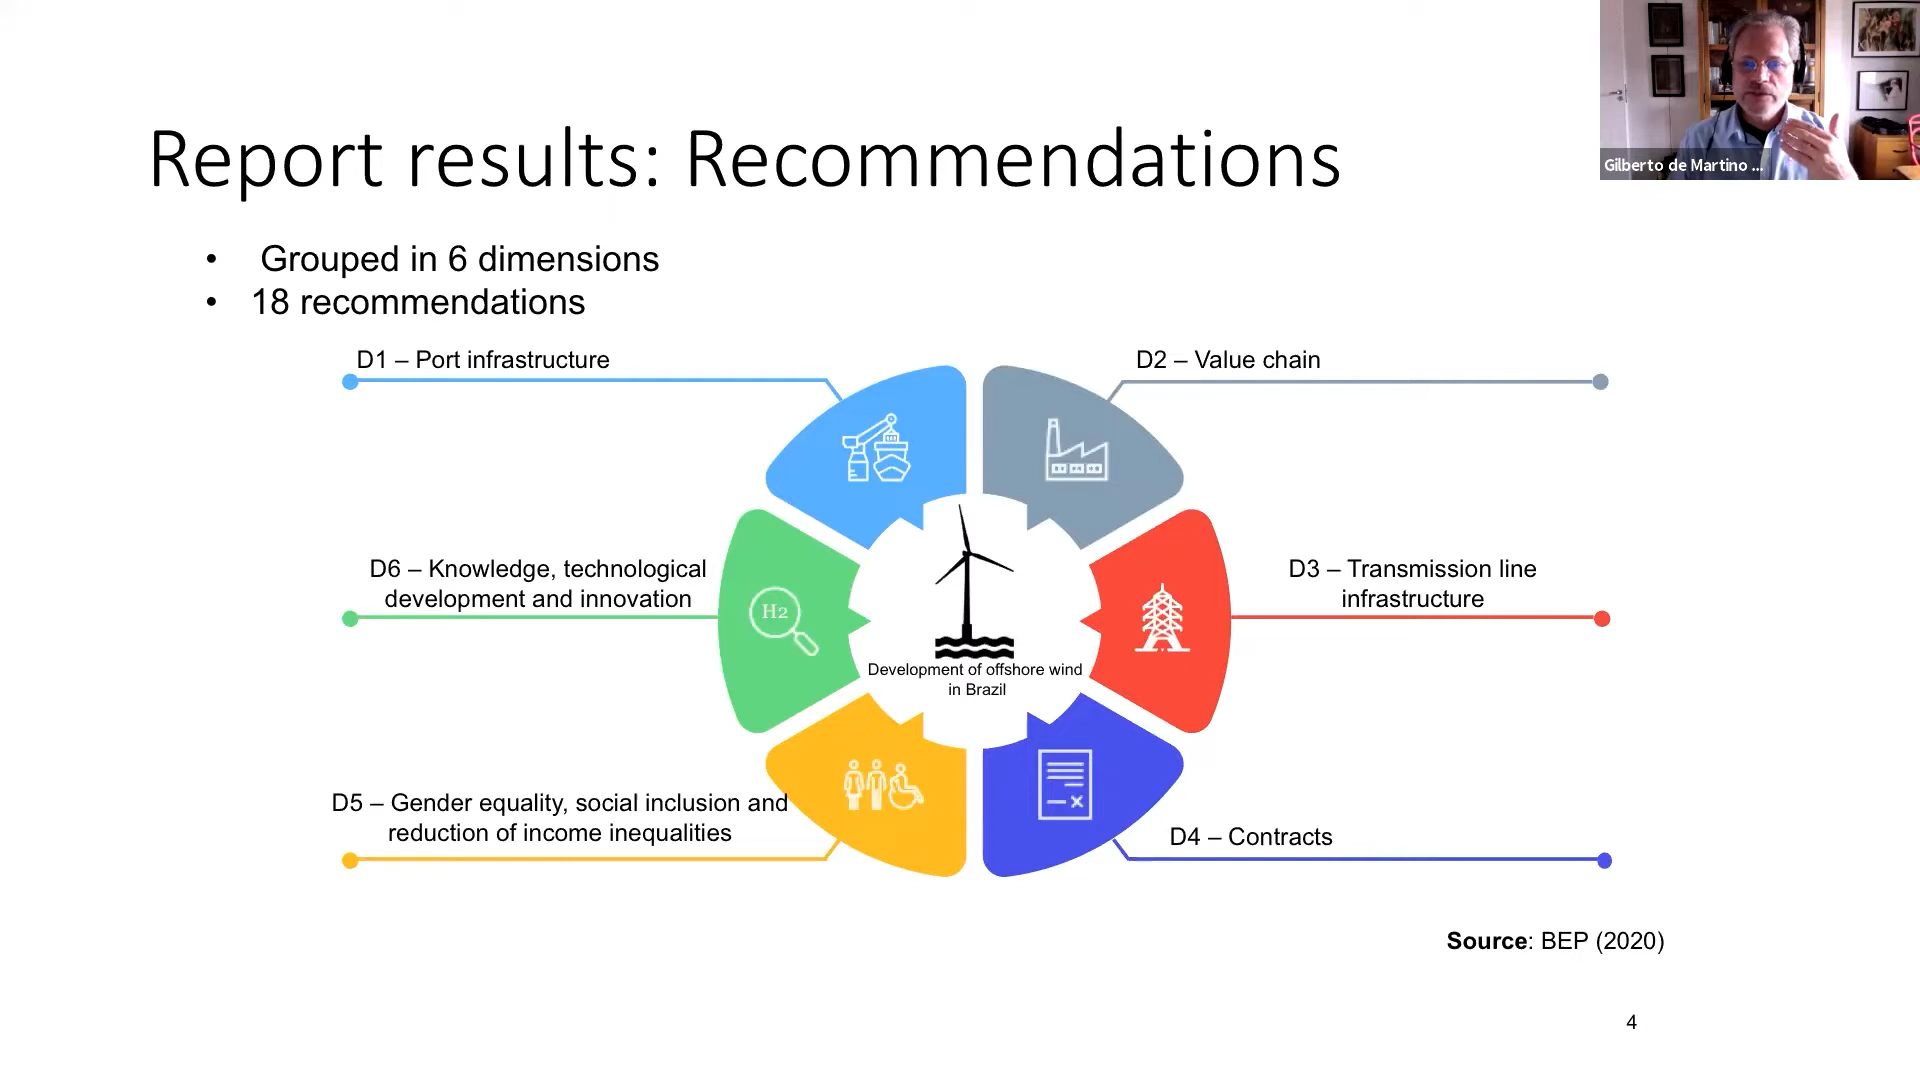 Report results: Recommendations
Gilberto de Martino ...
• Grouped in 6 dimensions
• 18 recommendations
D1 – Port infrastructure
D2 – Value chain
D6 – Knowledge, technological
development and innovation
H2
D3 – Transmission line
infrastructure
Development of offshore wind
in Brazil
D5 – Gender equality, social inclusion and
reduction of income inequalities
D4 – Contracts
Source: BEP (2020)
4